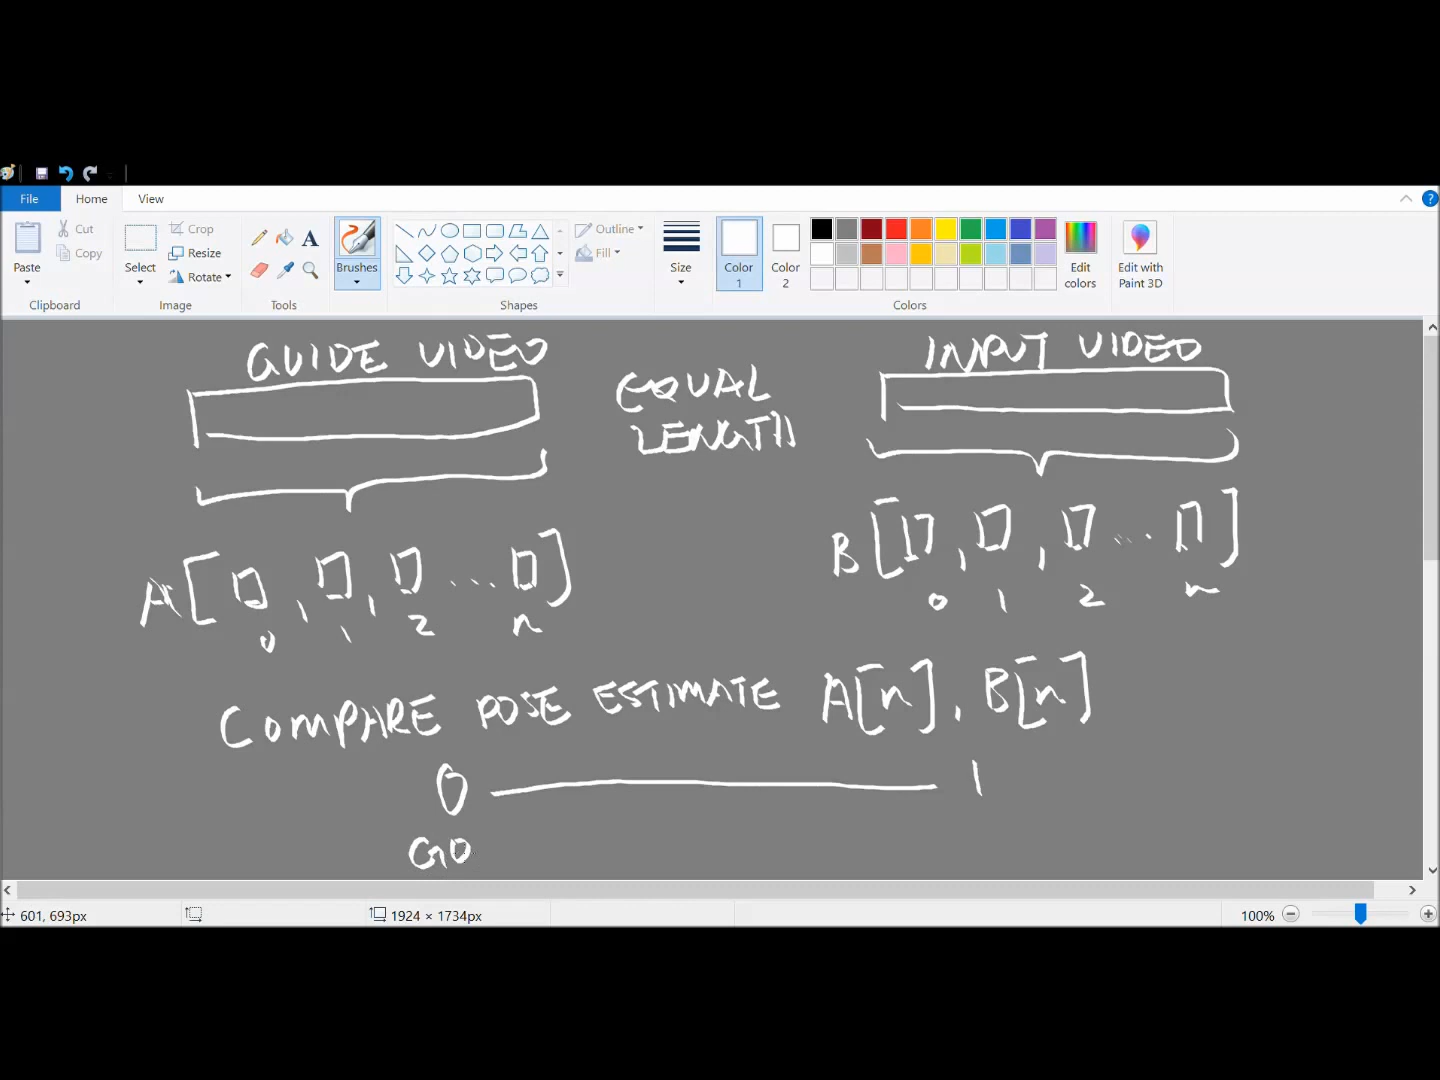 File Home View
Cut
Copy
Paste
Clipboard
Select
Crop
Resize
Rotate
Image
A
Tools
Brushes
Outline
Fill
Shapes
Size
Color 1
Color 2
Edit colors
Colors
Edit with Paint 3D
?
GUIDE VIDEO
EQUAL LENGTH
INPUT VIDEO
A[ , , ... ]
0 1 2 n
B[ , , ... ]
0 1 2 n
COMPARE POSE ESTIMATE A[n], B[n]
0 1
GO
601, 693px
1924 × 1734px
100%